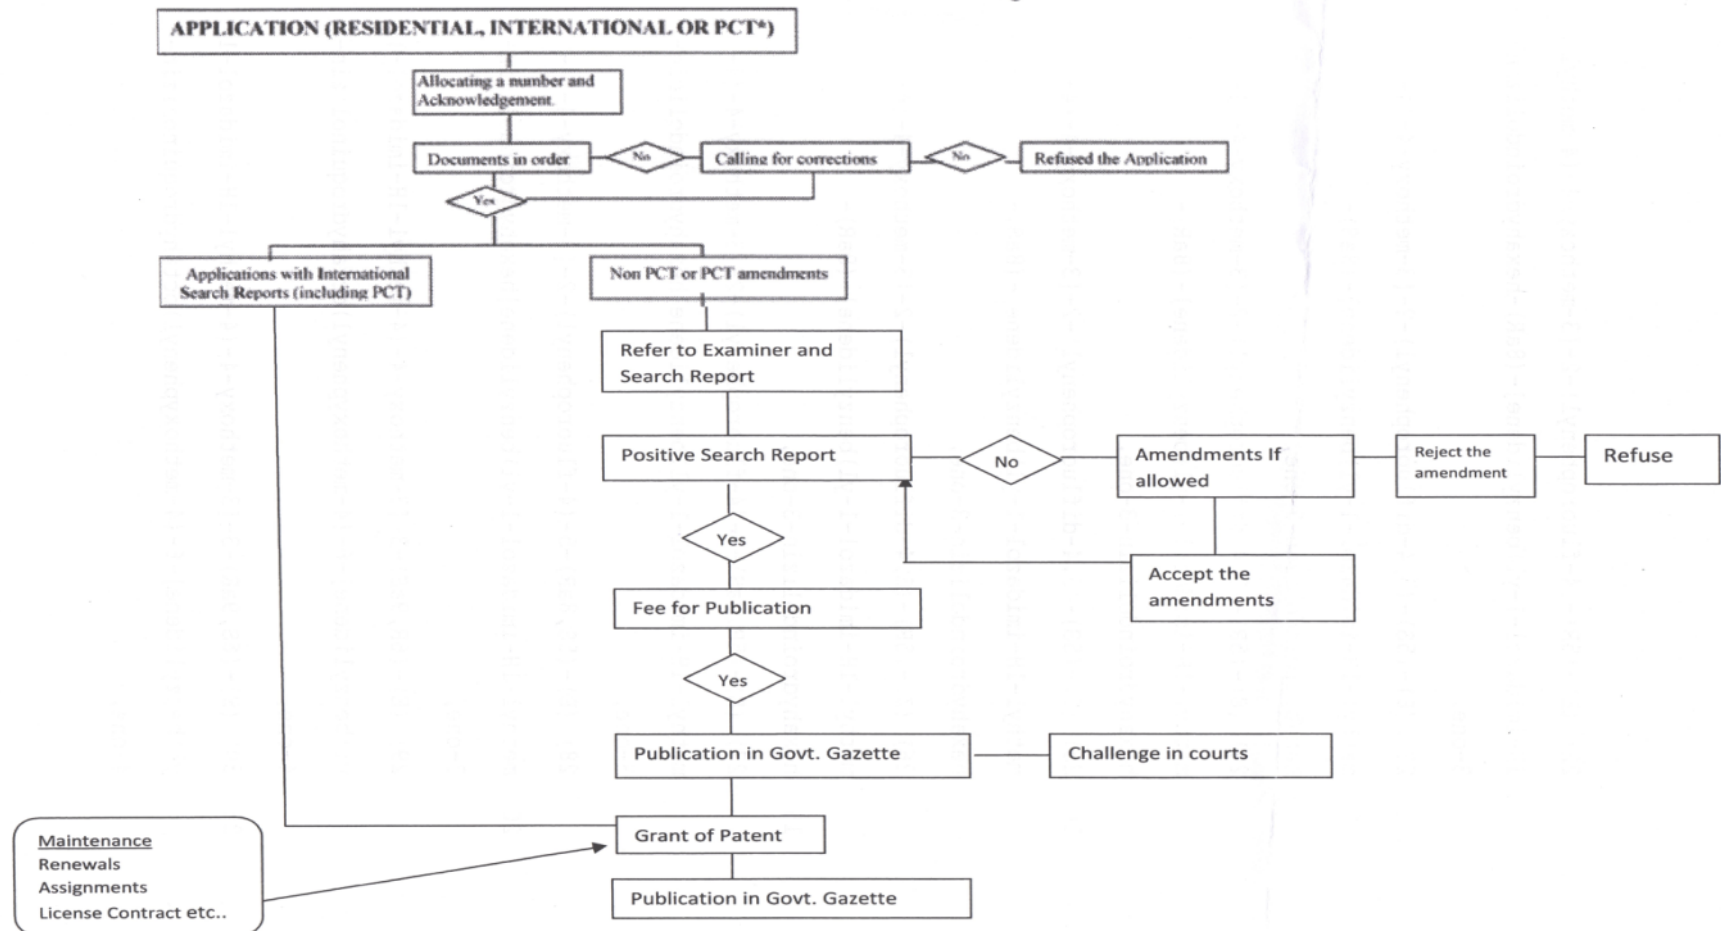 APPLICATION (RESIDENTIAL, INTERNATIONAL OR PCT*)
Allocating a number and
Acknowledgement.
Documents in order
No
Calling for corrections
No
Refused the Application
Yes
Applications with International
Search Reports (including PCT)
Non PCT or PCT amendments
Refer to Examiner and
Search Report
Positive Search Report
No
Amendments If
allowed
Reject the
amendment
Refuse
Yes
Accept the
amendments
Fee for Publication
Yes
Publication in Govt. Gazette
Challenge in courts
Grant of Patent
Maintenance
Renewals
Assignments
License Contract etc..
Publication in Govt. Gazette